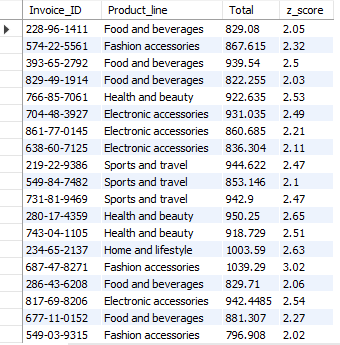 Invoice_ID Product_line Total z_score
228-96-1411 Food and beverages 829.08 2.05
574-22-5561 Fashion accessories 867.615 2.32
393-65-2792 Food and beverages 939.54 2.5
829-49-1914 Food and beverages 822.255 2.03
766-85-7061 Health and beauty 922.635 2.53
704-48-3927 Electronic accessories 931.035 2.49
861-77-0145 Electronic accessories 860.685 2.21
638-60-7125 Electronic accessories 836.304 2.11
219-22-9386 Sports and travel 944.622 2.47
549-84-7482 Sports and travel 853.146 2.1
731-81-9469 Sports and travel 942.9 2.47
280-17-4359 Health and beauty 950.25 2.65
743-04-1105 Health and beauty 918.729 2.51
234-65-2137 Home and lifestyle 1003.59 2.63
687-47-8271 Fashion accessories 1039.29 3.02
286-43-6208 Food and beverages 829.71 2.06
817-69-8206 Electronic accessories 942.4485 2.54
677-11-0152 Food and beverages 881.307 2.27
549-03-9315 Fashion accessories 796.908 2.02